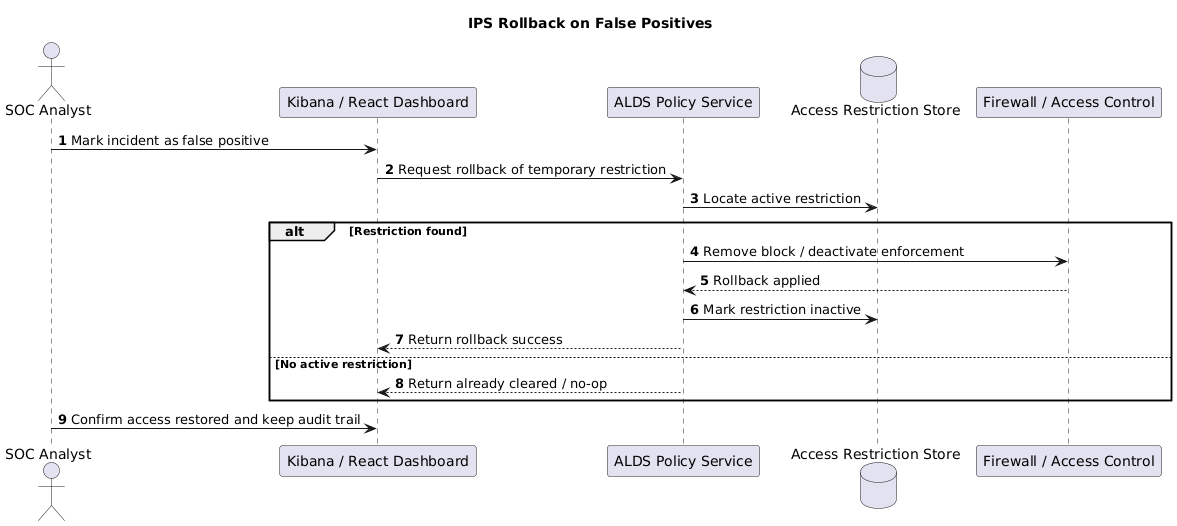 IPS Rollback on False Positives
SOC Analyst
Kibana / React Dashboard
ALDS Policy Service
Access Restriction Store
Firewall / Access Control
1 Mark incident as false positive
2 Request rollback of temporary restriction
3 Locate active restriction
alt [Restriction found]
4 Remove block / deactivate enforcement
5 Rollback applied
6 Mark restriction inactive
7 Return rollback success
[No active restriction]
8 Return already cleared / no-op
9 Confirm access restored and keep audit trail
SOC Analyst
Kibana / React Dashboard
ALDS Policy Service
Access Restriction Store
Firewall / Access Control